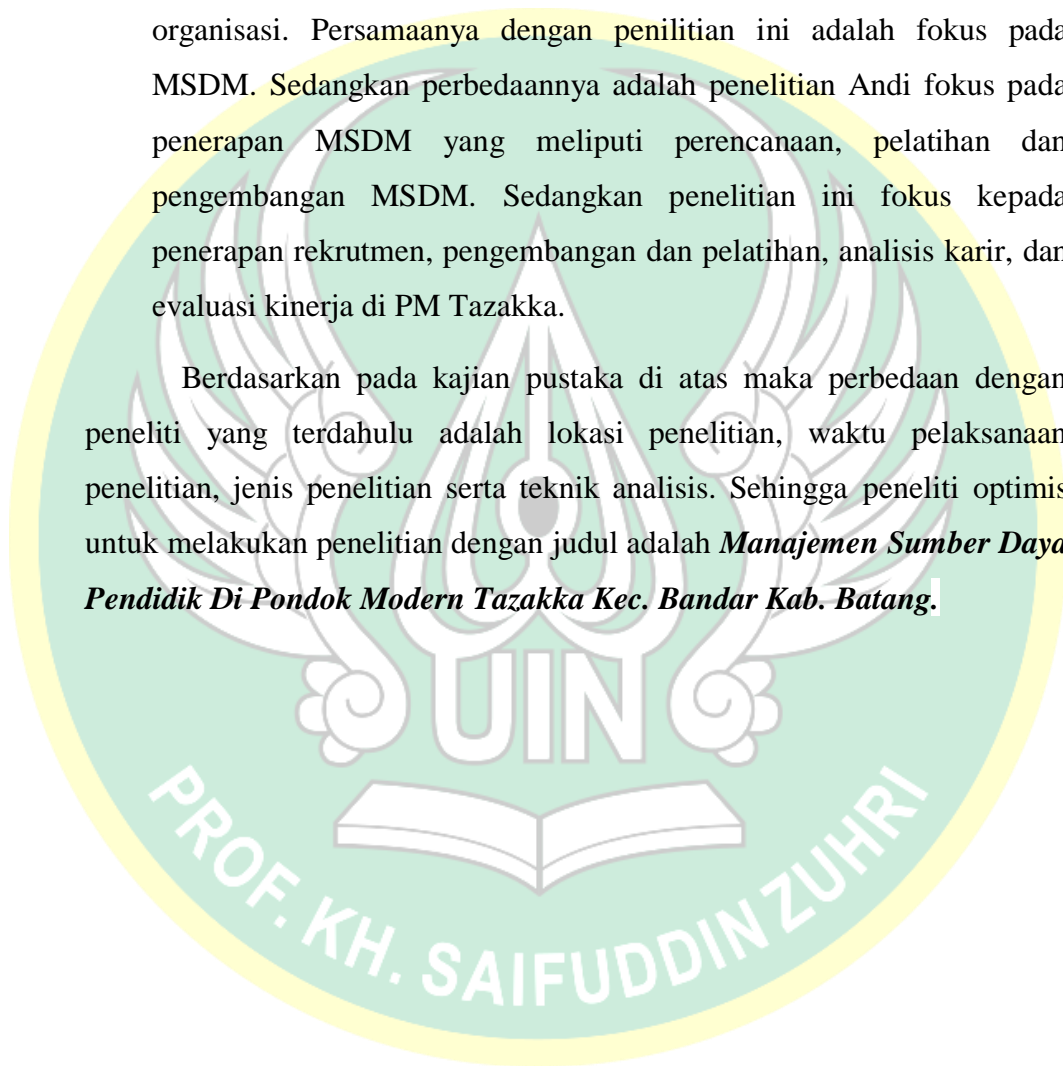 organisasi. Persamaanya dengan penilitian ini adalah fokus pada
MSDM. Sedangkan perbedaannya adalah penelitian Andi fokus pada
penerapan MSDM yang meliputi perencanaan, pelatihan dan
pengembangan MSDM. Sedangkan penelitian ini fokus kepada
penerapan rekrutmen, pengembangan dan pelatihan, analisis karir, dan
evaluasi kinerja di PM Tazakka.
Berdasarkan pada kajian pustaka di atas maka perbedaan dengan
peneliti yang terdahulu adalah lokasi penelitian, waktu pelaksanaan
penelitian, jenis penelitian serta teknik analisis. Sehingga peneliti optimis
untuk melakukan penelitian dengan judul adalah Manajemen Sumber Daya
Pendidik Di Pondok Modern Tazakka Kec. Bandar Kab. Batang.
UIN
PROF. KH. SAIFUDDIN ZUHRI